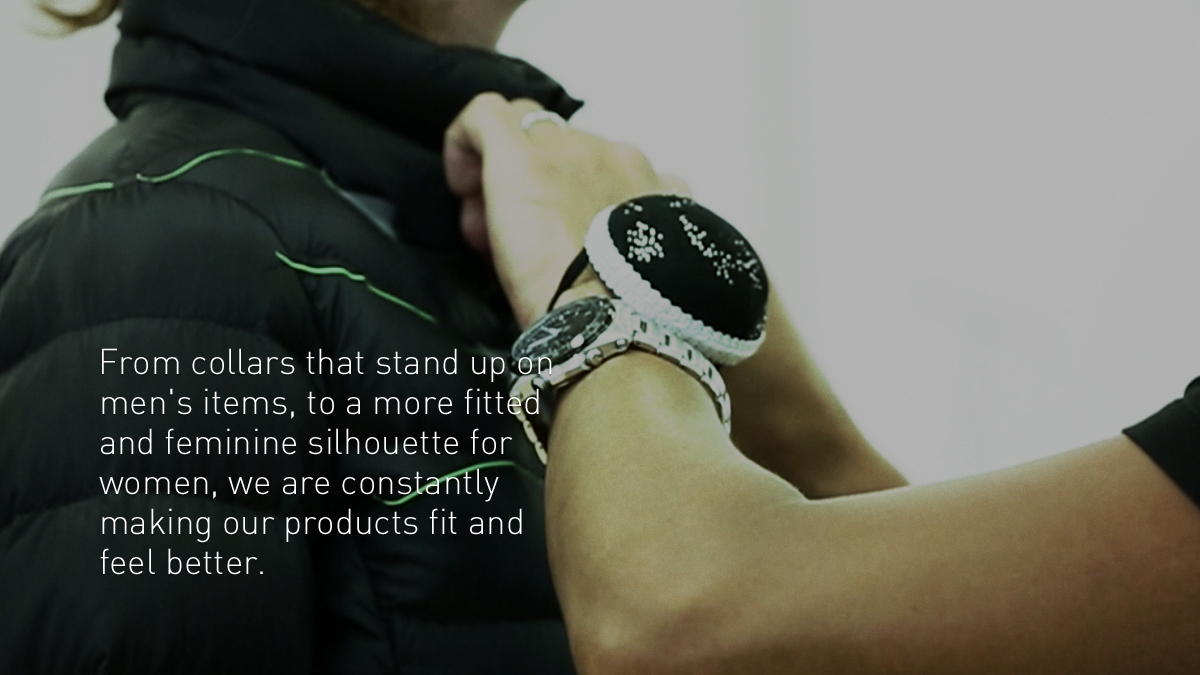 From collars that stand up on
men's items, to a more fitted
and feminine silhouette for
women, we are constantly
making our products fit and
feel better.